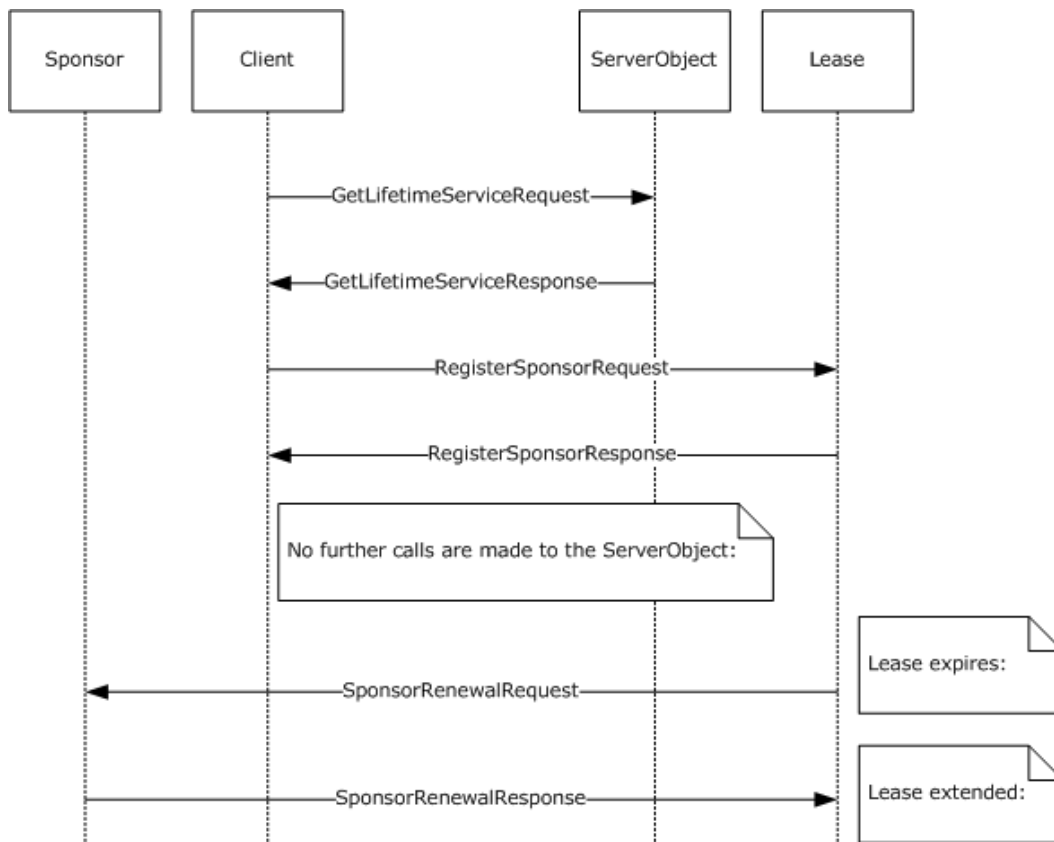 Sponsor
Client
ServerObject
Lease
GetLifetimeServiceRequest
GetLifetimeServiceResponse
RegisterSponsorRequest
RegisterSponsorResponse
No further calls are made to the ServerObject:
Lease expires:
SponsorRenewalRequest
Lease extended:
SponsorRenewalResponse